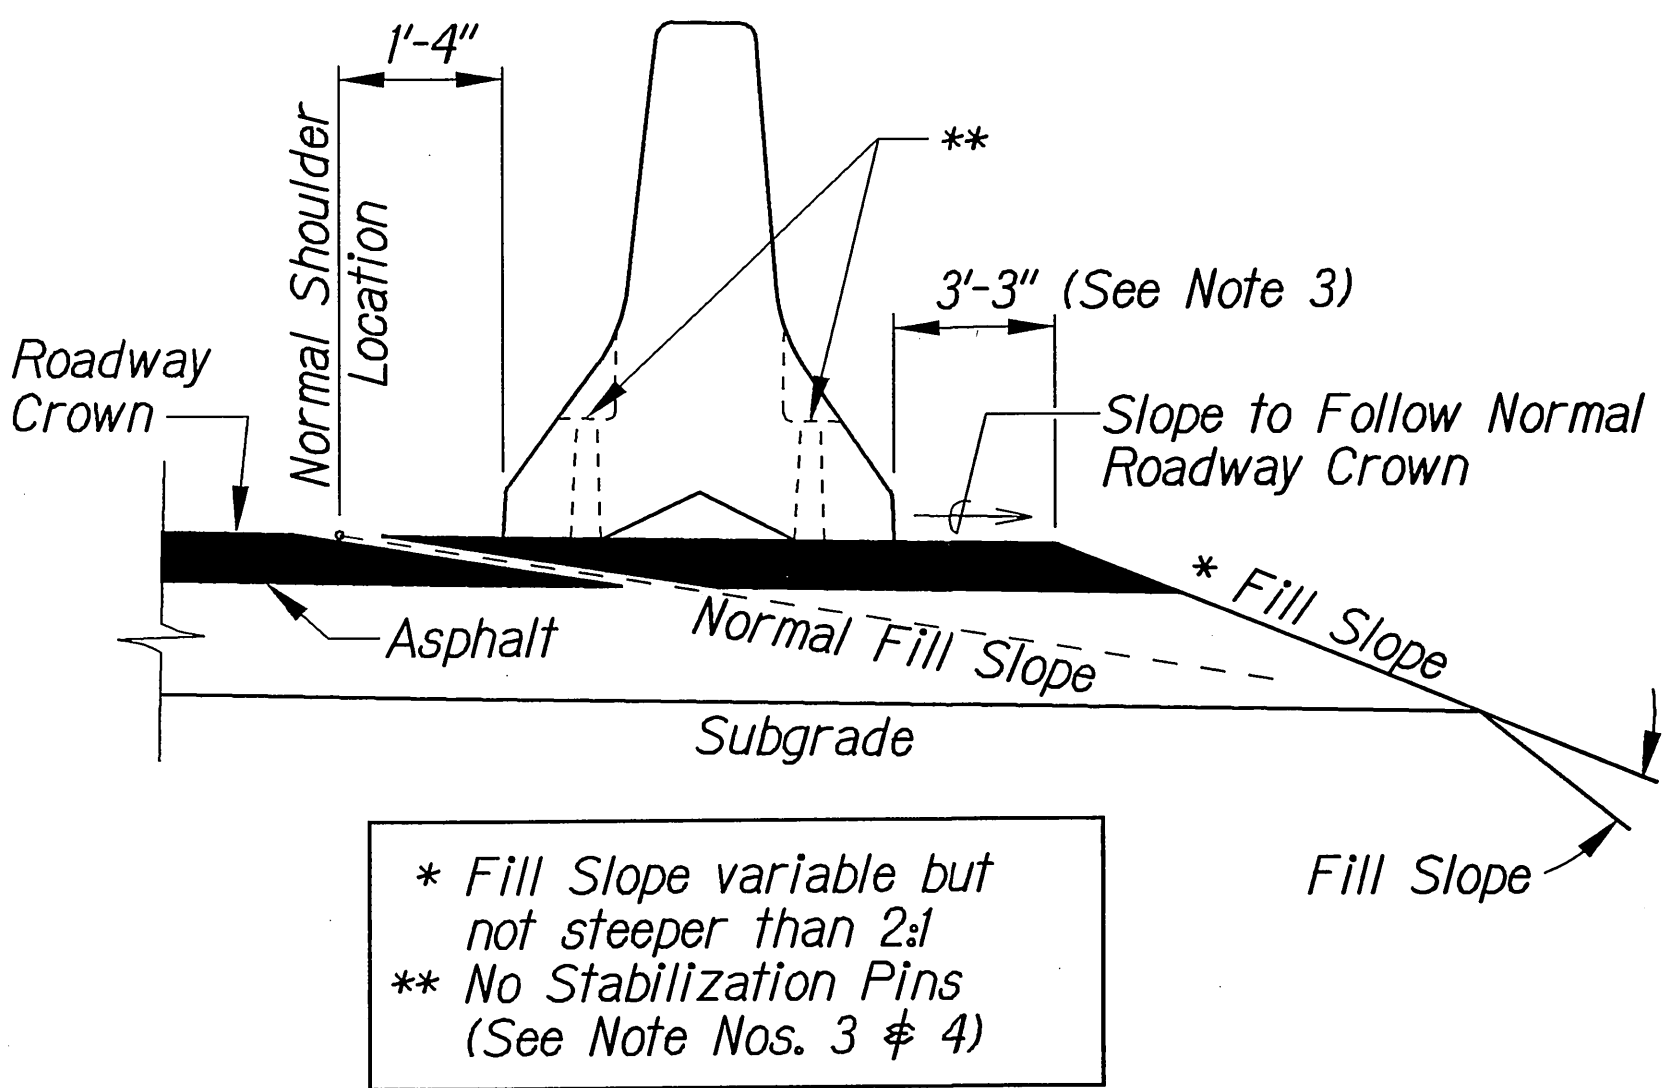 1'-4"
Normal Shoulder
Location
**
3'-3" (See Note 3)
Roadway
Crown
Slope to Follow Normal
Roadway Crown
* Fill Slope
Asphalt
Normal Fill Slope
Subgrade
Fill Slope
* Fill Slope variable but
not steeper than 2:1
** No Stabilization Pins
(See Note Nos. 3 & 4)